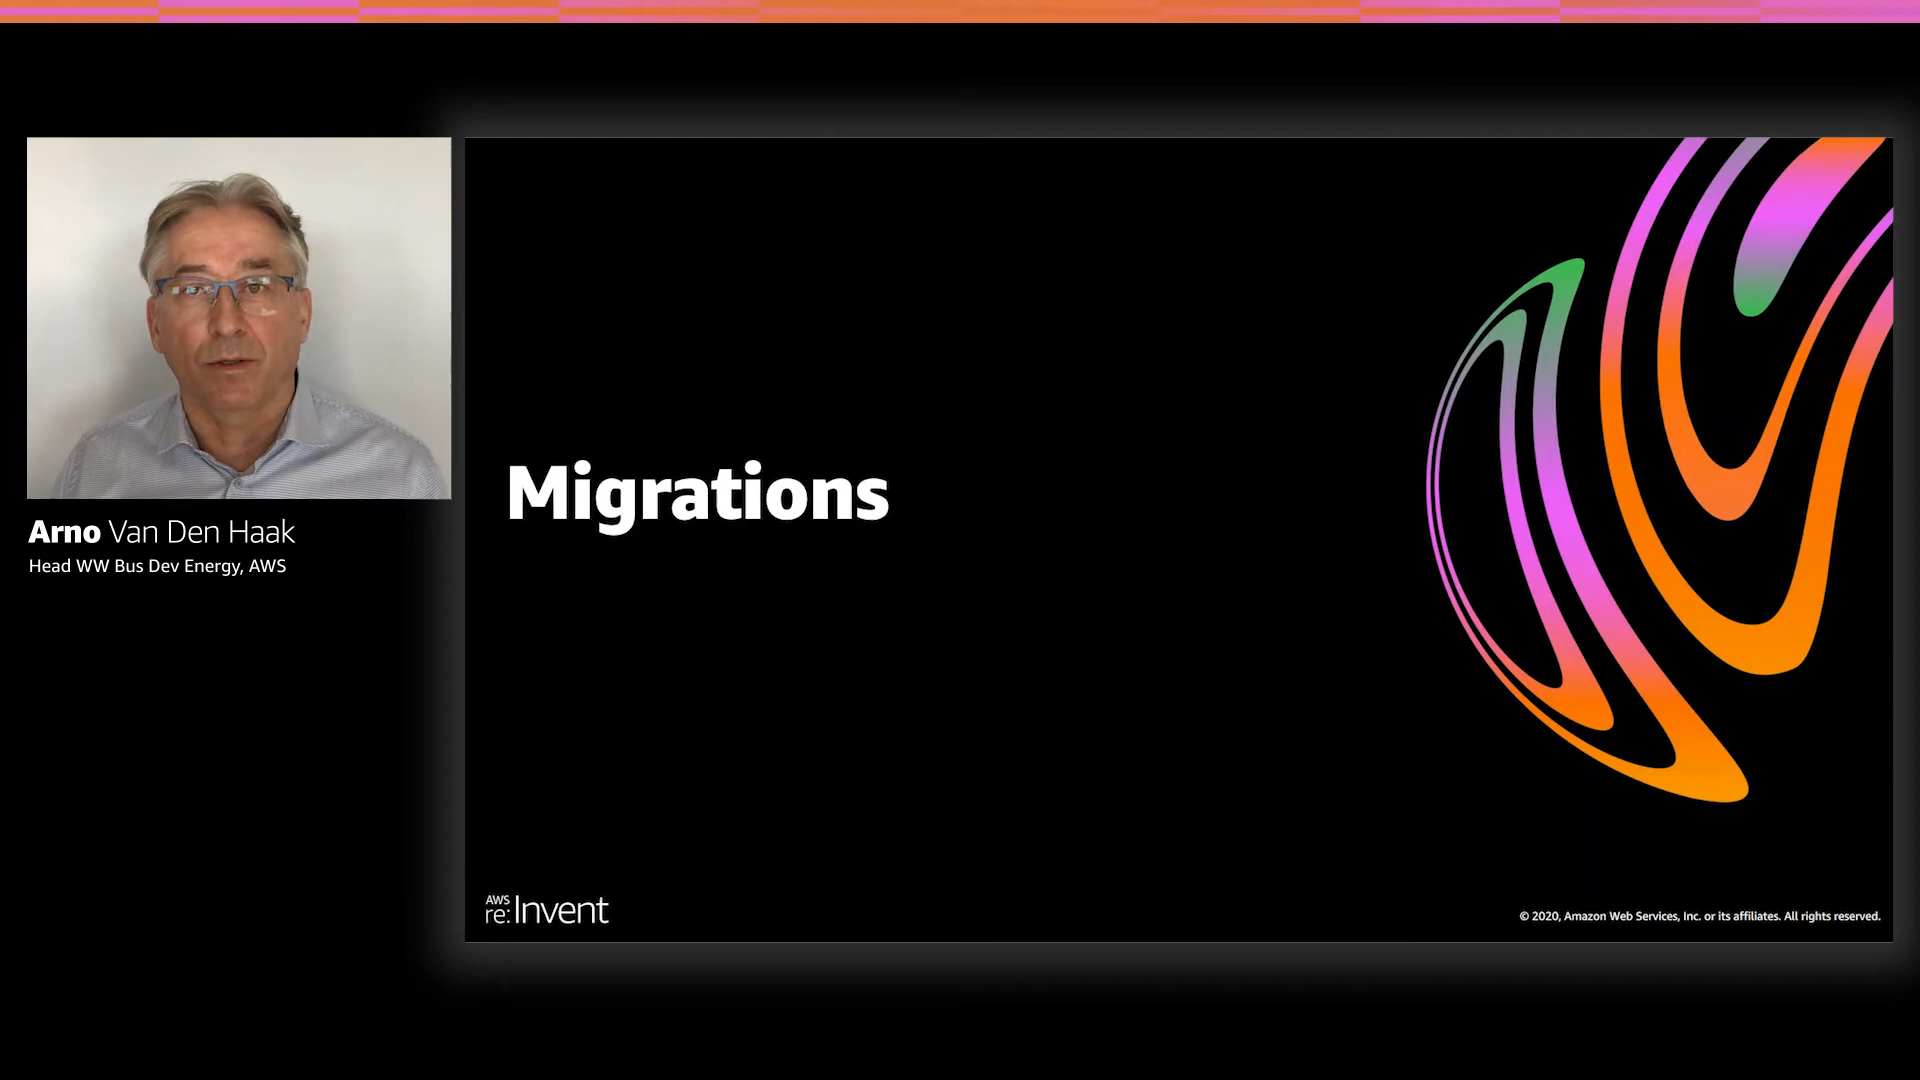 Arno Van Den Haak
Head WW Bus Dev Energy, AWS
Migrations
AWS
re:Invent
© 2020, Amazon Web Services, Inc. or its affiliates. All rights reserved.